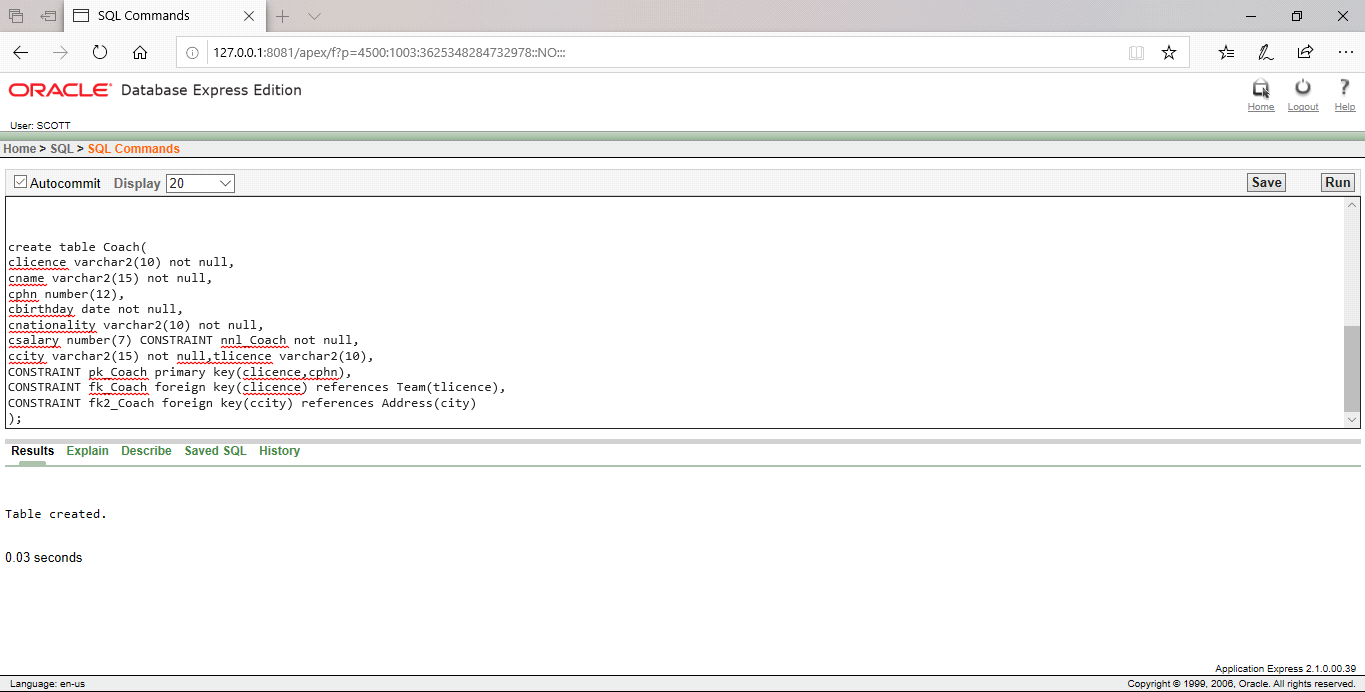 SQL Commands
127.0.0.1:8081/apex/f?p=4500:1003:3625348284732978::NO:::
ORACLE® Database Express Edition
Home Logout Help
User: SCOTT
Home > SQL > SQL Commands
Autocommit Display 20 Save Run
create table Coach(
clicence varchar2(10) not null,
cname varchar2(15) not null,
cphn number(12),
cbirthday date not null,
cnationality varchar2(10) not null,
csalary number(7) CONSTRAINT nnl_Coach not null,
ccity varchar2(15) not null,tlicence varchar2(10),
CONSTRAINT pk_Coach primary key(clicence,cphn),
CONSTRAINT fk_Coach foreign key(clicence) references Team(tlicence),
CONSTRAINT fk2_Coach foreign key(ccity) references Address(city)
);
Results Explain Describe Saved SQL History
Table created.
0.03 seconds
Application Express 2.1.0.00.39
Language: en-us Copyright © 1999, 2006, Oracle. All rights reserved.